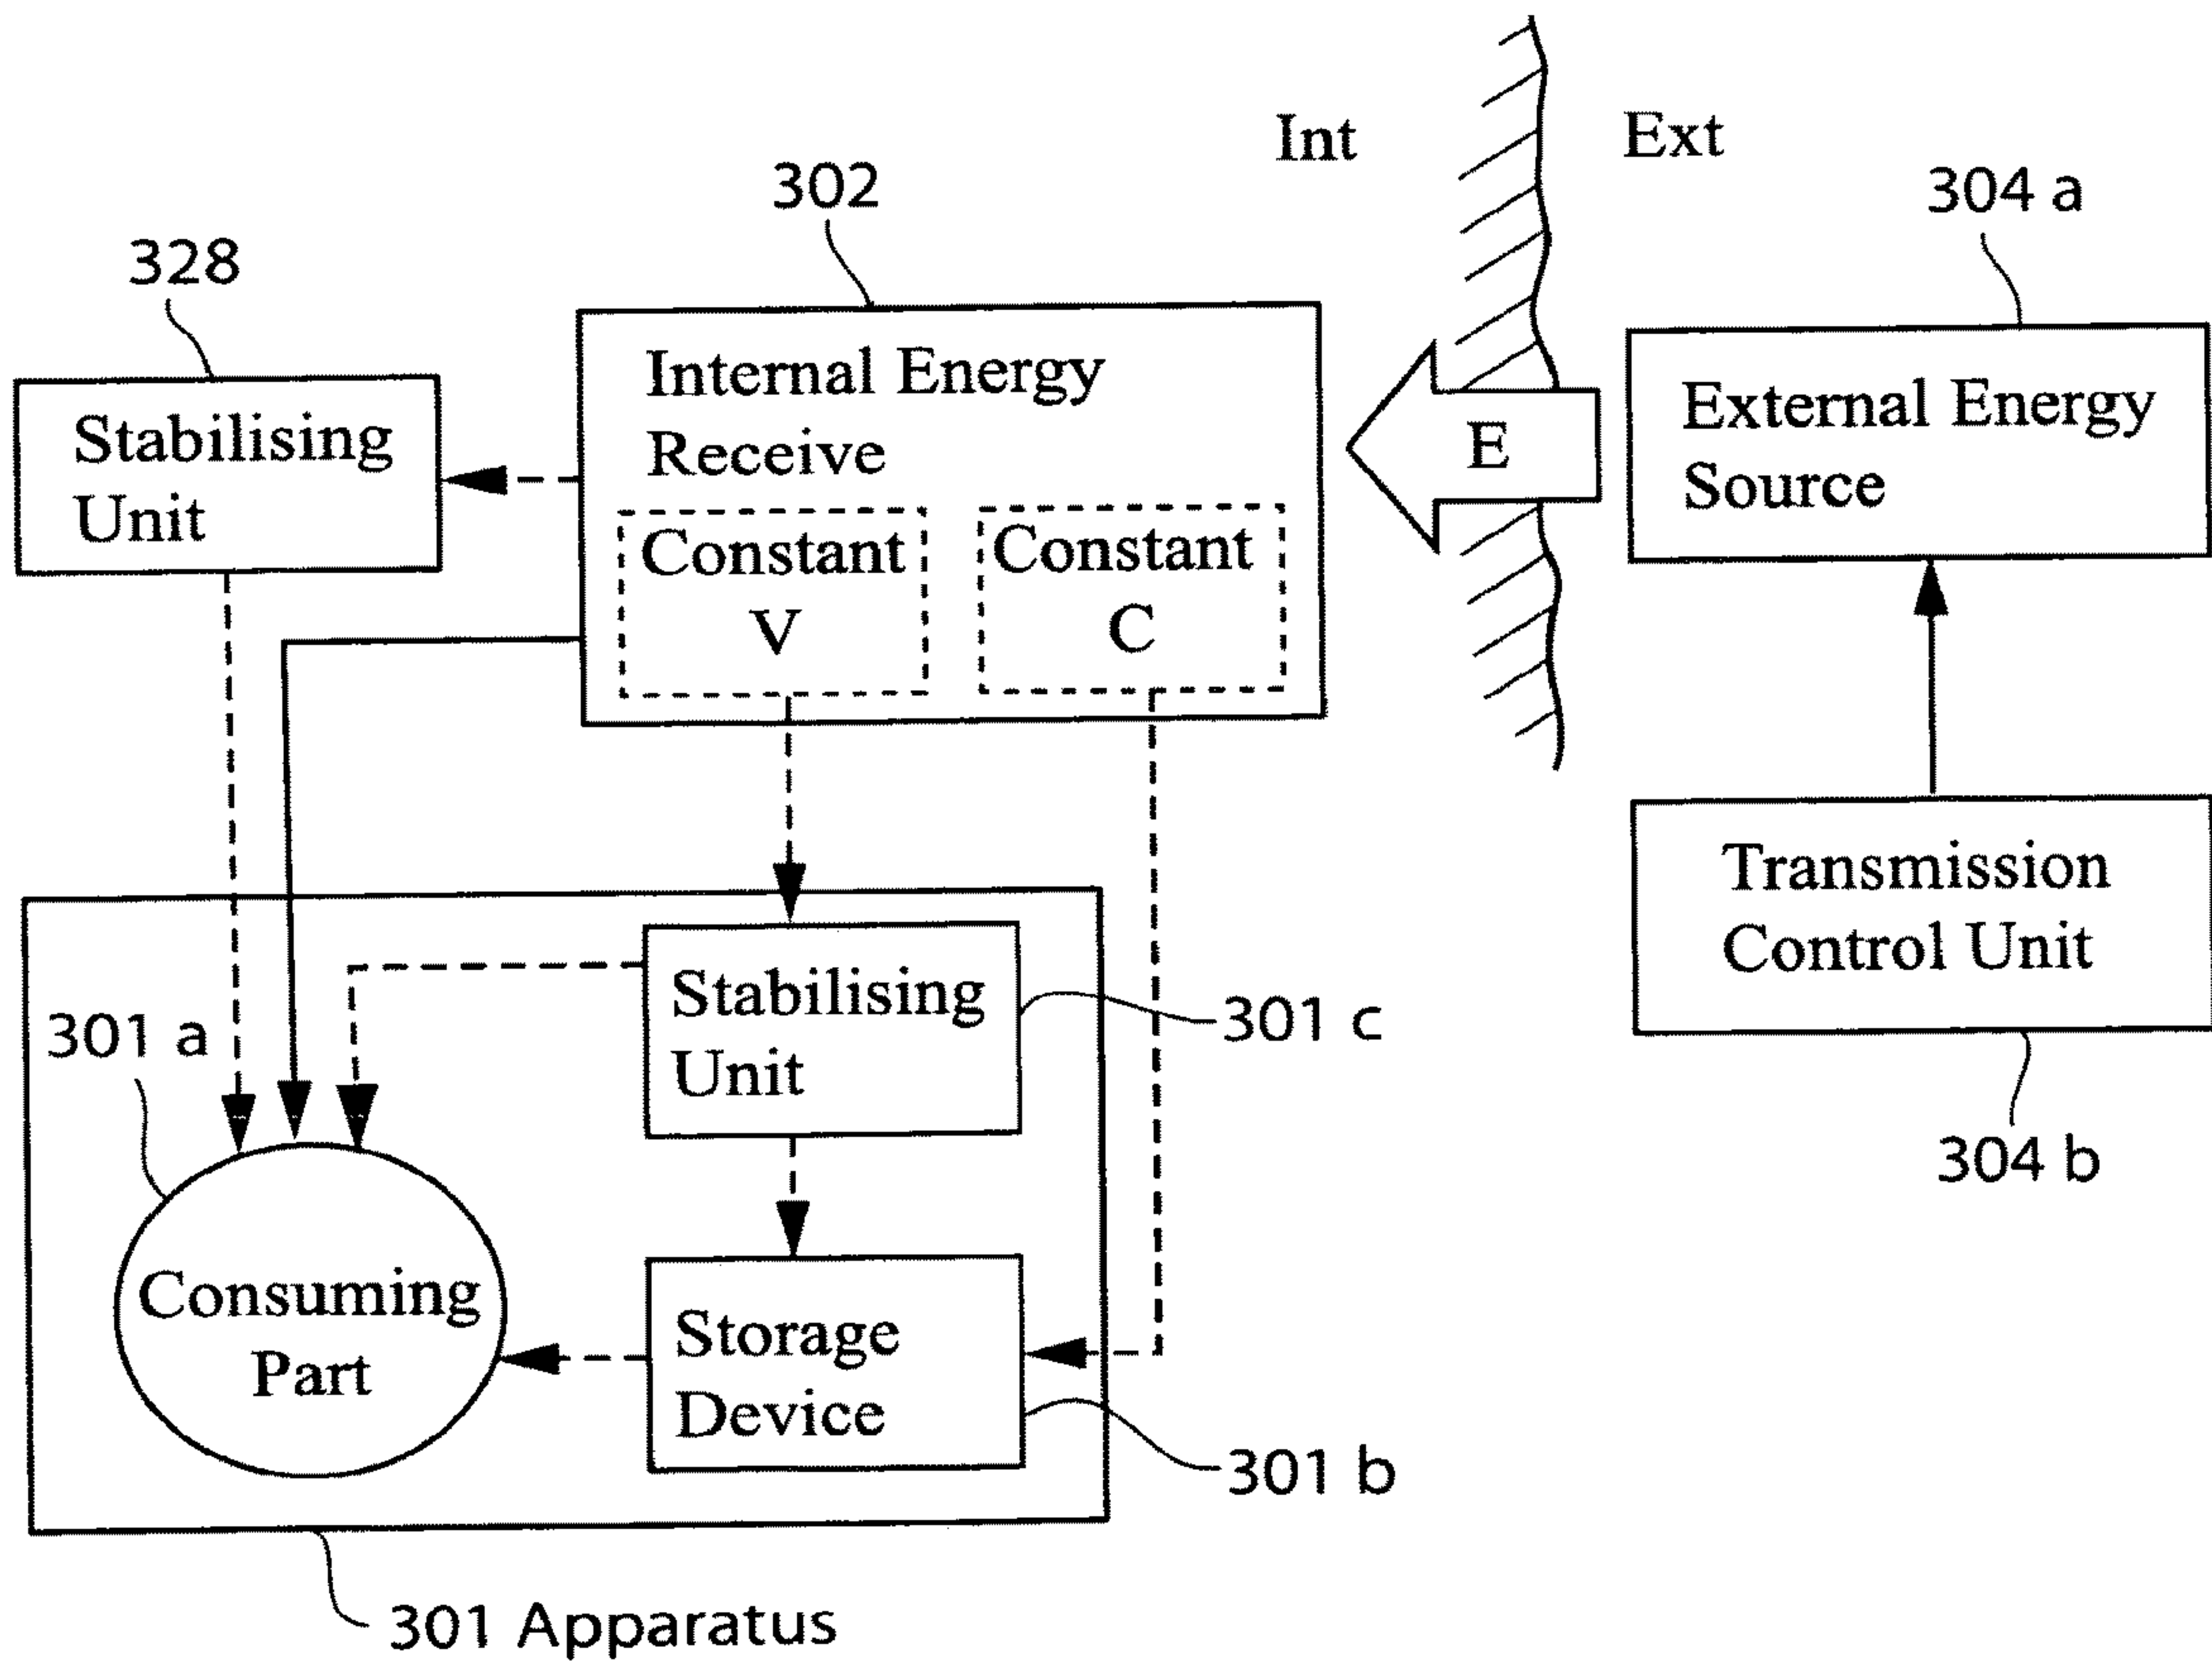 Int
Ext
302
304 a
328
Internal Energy
Receive
External Energy
Source
Stabilising
Unit
E
Constant
V
Constant
C
Transmission
Control Unit
Stabilising
Unit
301 c
301 a
304 b
Consuming
Part
Storage
Device
301 b
301 Apparatus